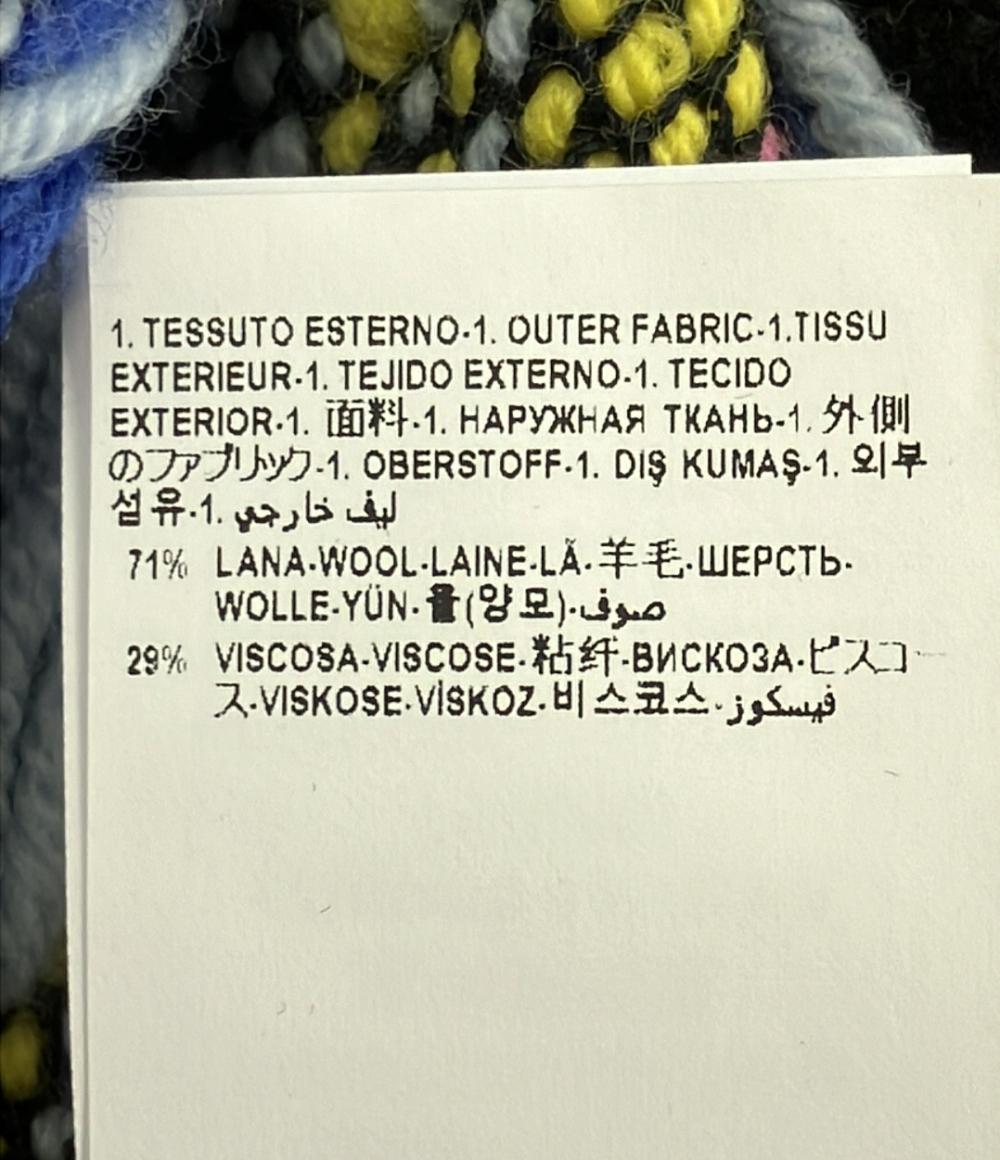 1. TESSUTO ESTERNO-1. OUTER FABRIC-1.TISSU
EXTERIEUR-1. TEJIDO EXTERNO-1. TECIDO
EXTERIOR-1. 面料-1. НАРУЖНАЯ ТКАНЬ-1. 外側
のファブリック-1. OBERSTOFF-1. DIŞ KUMAŞ-1. 외부
섬유-1. ليف خارجي
71% LANA-WOOL-LAINE-LÃ-羊毛-ШЕРСТЬ-
WOLLE-YÜN-울(양모)-صوف
29% VISCOSA-VISCOSE-粘纤-ВИСКОЗА-ビスコ
ス-VISKOSE-VİSKOZ-비스코스-فيسكوز